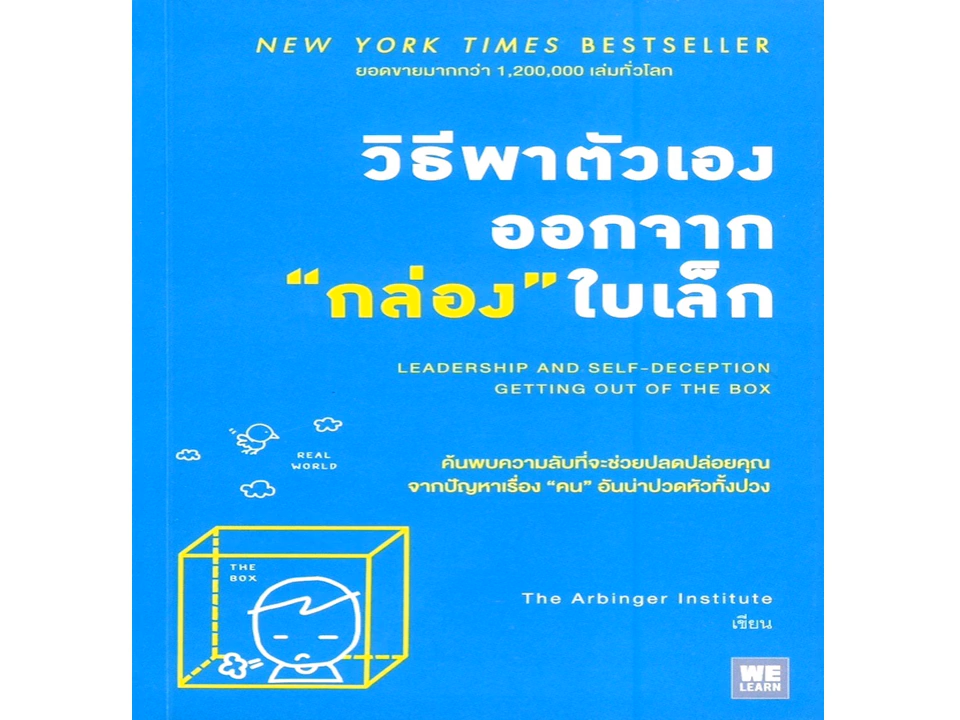 NEW YORK TIMES BESTSELLER
ยอดขายมากกว่า 1,200,000 เล่มทั่วโลก
วิธีพาตัวเอง
ออกจาก
“กล่อง” ใบเล็ก
LEADERSHIP AND SELF-DECEPTION
GETTING OUT OF THE BOX
REAL
WORLD
ค้นพบความลับที่จะช่วยปลดปล่อยคุณ
จากปัญหาเรื่อง “คน” อันน่าปวดหัวทั้งปวง
THE
BOX
The Arbinger Institute
เขียน
WE
LEARN